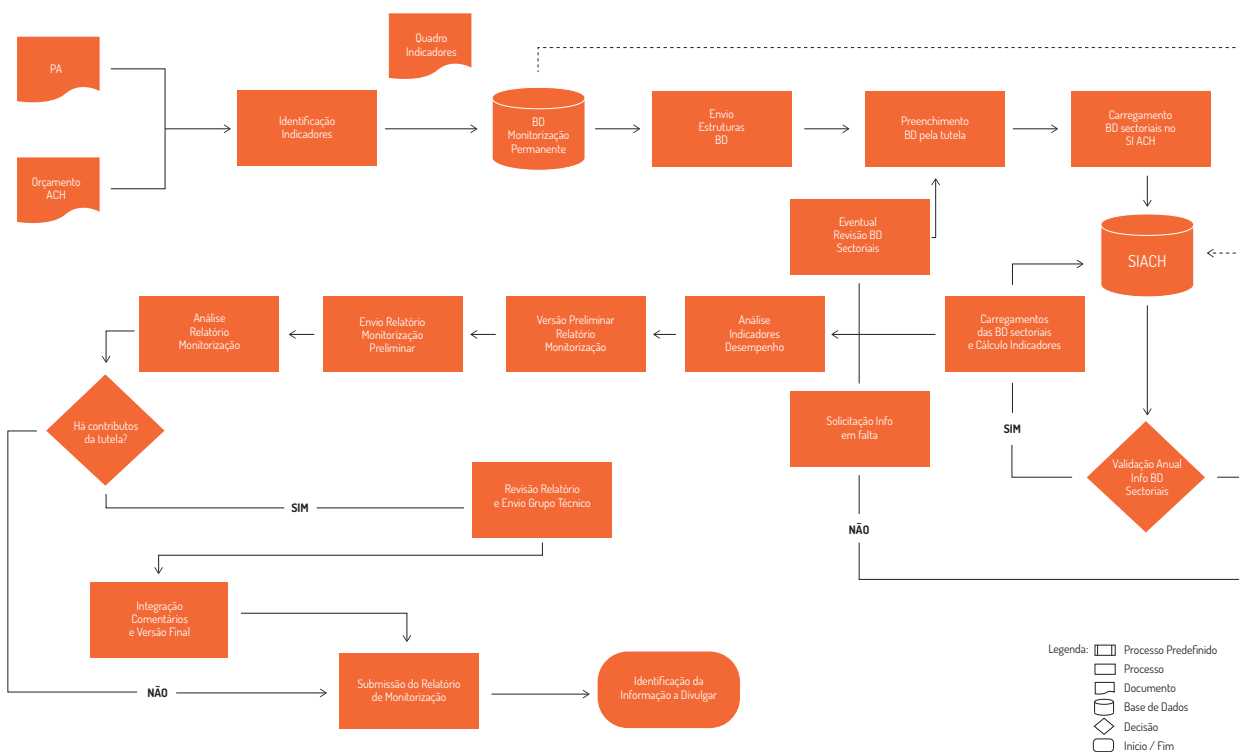 Quadro
Indicadores
PA
Orçamento
ACH
Identificação
Indicadores
BD
Monitorização
Permanente
Envio
Estruturas
BD
Preenchimento
BD pela tutela
Carregamento
BD sectoriais no
SI ACH
Eventual
Revisão BD
Sectoriais
SIACH
Análise
Relatório
Monitorização
Envio Relatório
Monitorização
Preliminar
Versão Preliminar
Relatório
Monitorização
Análise
Indicadores
Desempenho
Carregamentos
das BD sectoriais
e Cálculo Indicadores
Há contributos
da tutela?
Solicitação Info
em falta
SIM
Validação Anual
Info BD
Sectoriais
SIM
Revisão Relatório
e Envio Grupo Técnico
NÃO
Integração
Comentários
e Versão Final
NÃO
Submissão do Relatório
de Monitorização
Identificação da
Informação a Divulgar
Legenda:
Processo Predefinido
Processo
Documento
Base de Dados
Decisão
Início / Fim